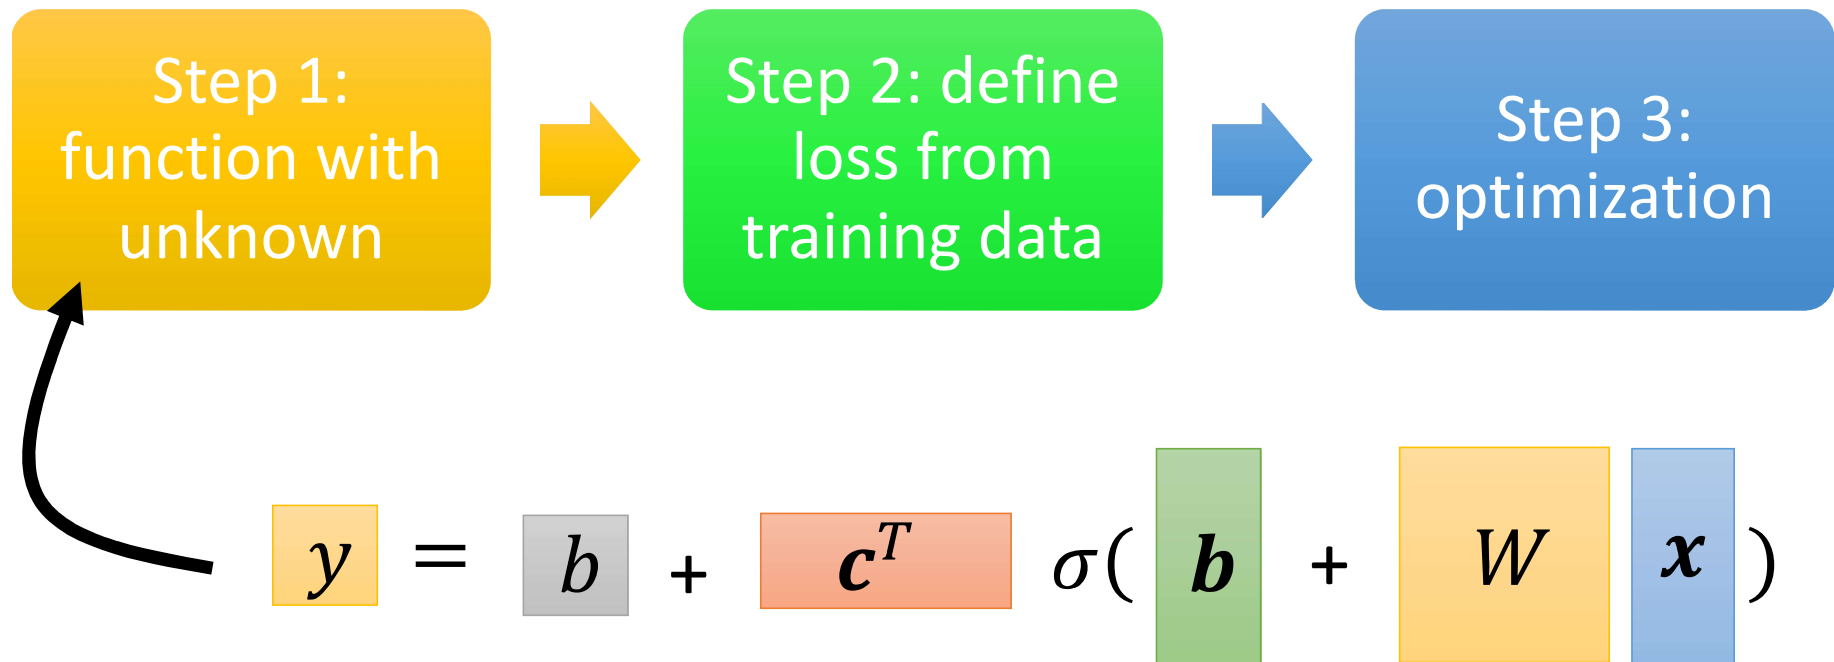 Step 1:
function with
unknown
Step 2: define
loss from
training data
Step 3:
optimization
y = b + c^T σ( b + W x )